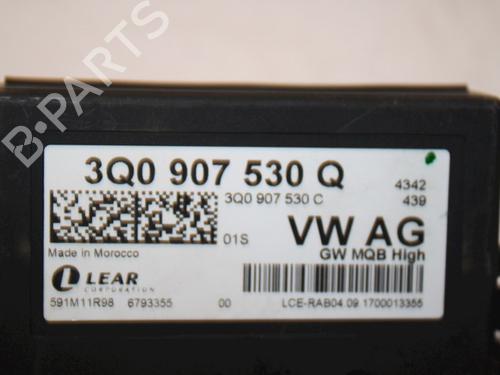 B-PARTS
3Q0 907 530 Q
3Q0 907 530 C
4342
439
01S
VW AG
GW MQB High
Made in Morocco
LEAR
CORPORATION
591M11R98 6793355 00 LCE-RAB04.09.1700013355